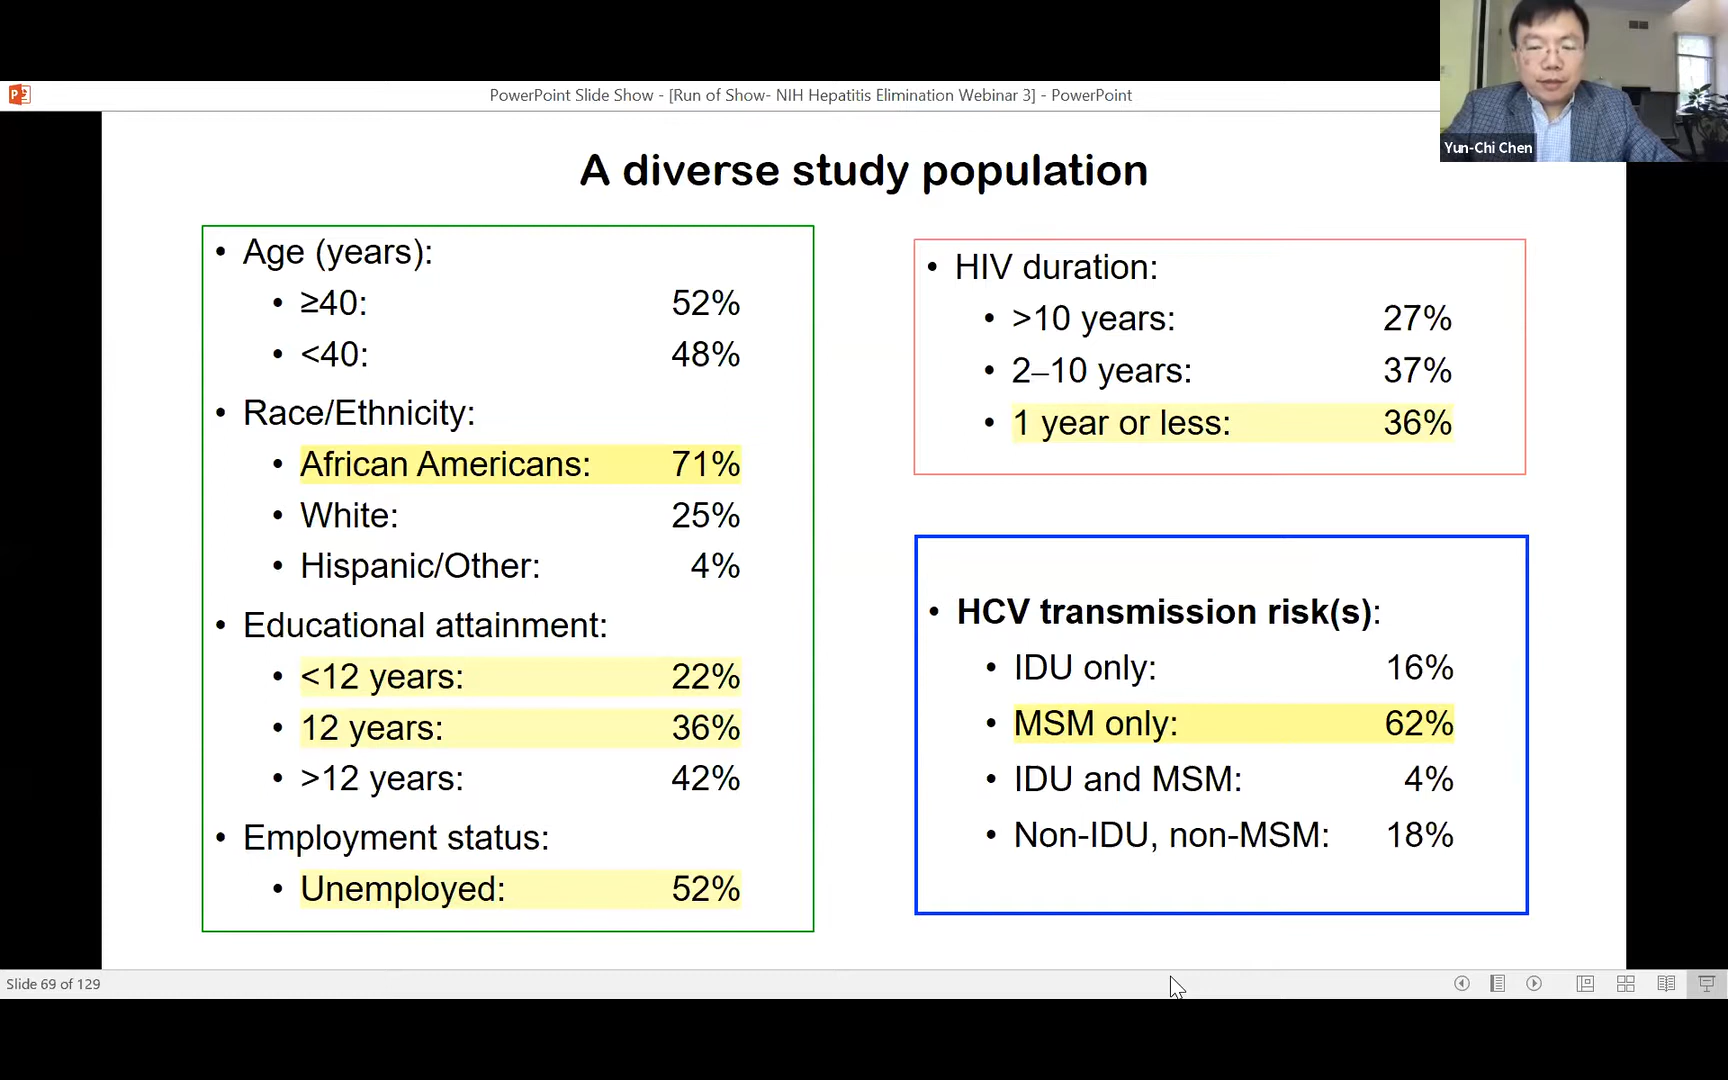 PowerPoint Slide Show - [Run of Show- NIH Hepatitis Elimination Webinar 3] - PowerPoint
Yun-Chi Chen
A diverse study population
• Age (years):
• ≥40: 52%
• <40: 48%
• Race/Ethnicity:
• African Americans: 71%
• White: 25%
• Hispanic/Other: 4%
• Educational attainment:
• <12 years: 22%
• 12 years: 36%
• >12 years: 42%
• Employment status:
• Unemployed: 52%
• HIV duration:
• >10 years: 27%
• 2–10 years: 37%
• 1 year or less: 36%
• HCV transmission risk(s):
• IDU only: 16%
• MSM only: 62%
• IDU and MSM: 4%
• Non-IDU, non-MSM: 18%
Slide 69 of 129